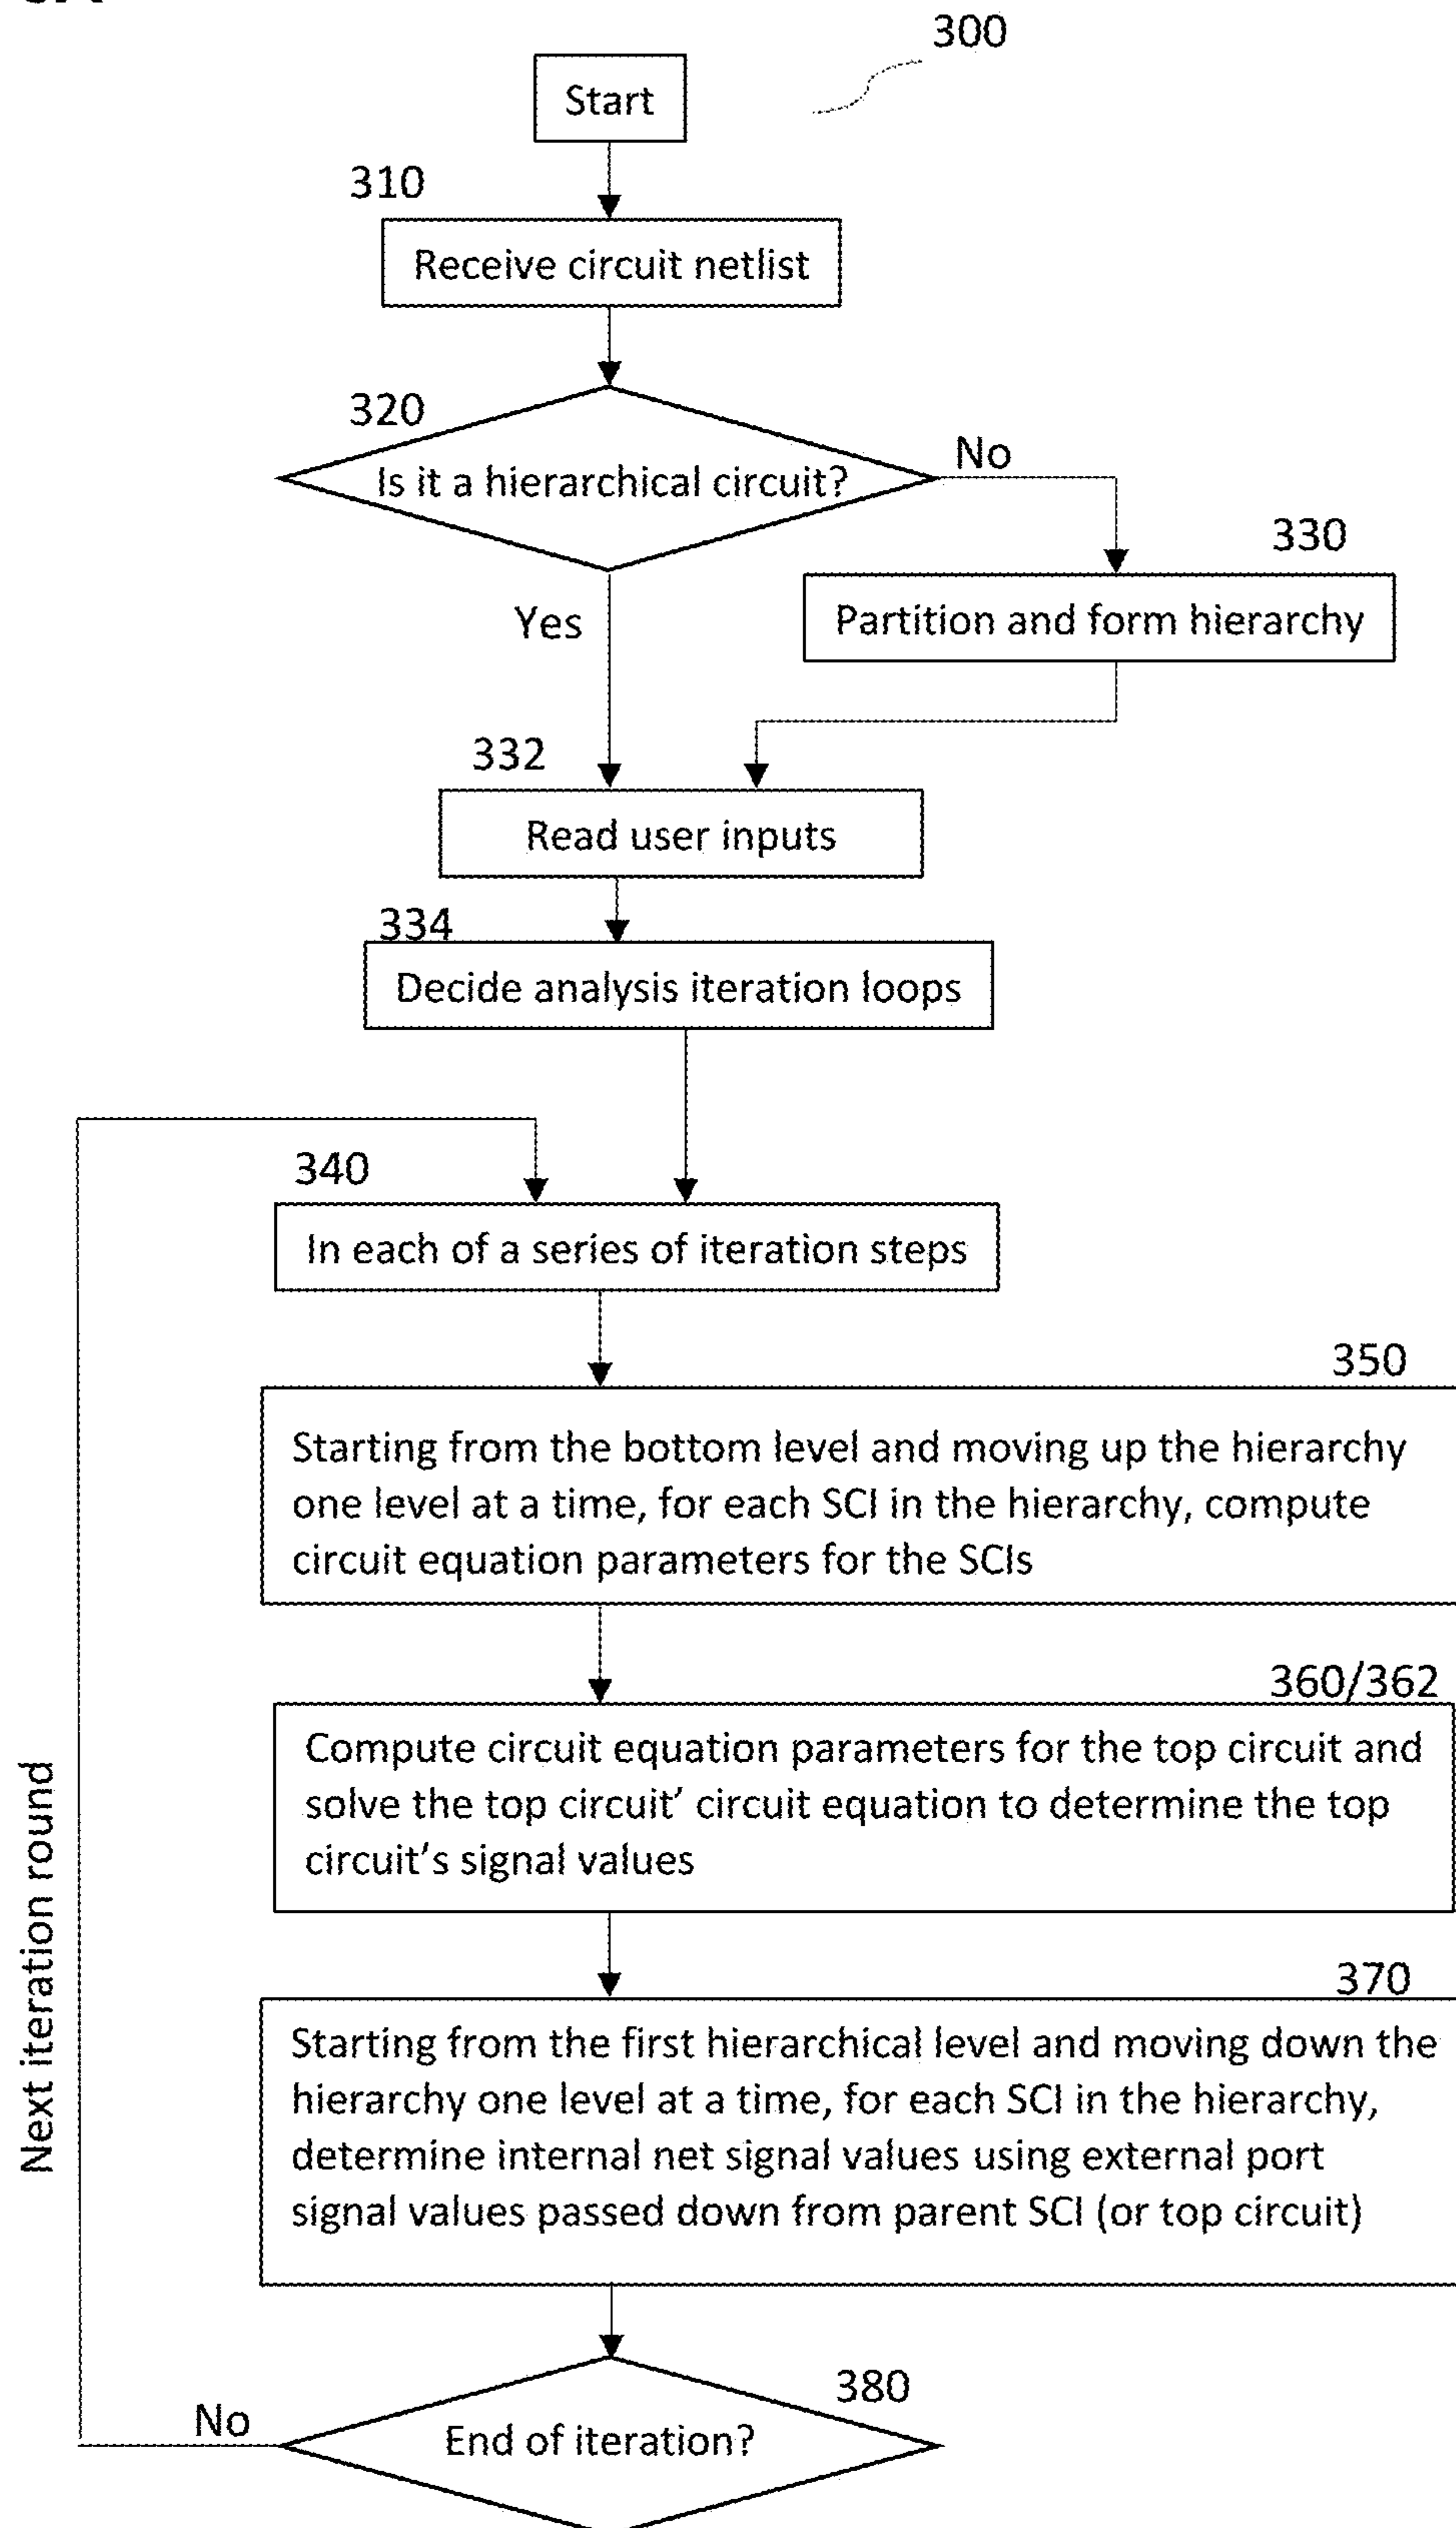 300
Start
310
Receive circuit netlist
320
Is it a hierarchical circuit?
No
330
Partition and form hierarchy
Yes
332
Read user inputs
334
Decide analysis iteration loops
340
In each of a series of iteration steps
350
Starting from the bottom level and moving up the hierarchy
one level at a time, for each SCI in the hierarchy, compute
circuit equation parameters for the SCIs
360/362
Compute circuit equation parameters for the top circuit and
solve the top circuit’ circuit equation to determine the top
circuit’s signal values
370
Starting from the first hierarchical level and moving down the
hierarchy one level at a time, for each SCI in the hierarchy,
determine internal net signal values using external port
signal values passed down from parent SCI (or top circuit)
Next iteration round
380
End of iteration?
No